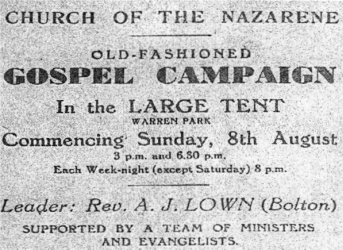 CHURCH OF THE NAZARENE
OLD-FASHIONED
GOSPEL CAMPAIGN
In the LARGE TENT
WARREN PARK
Commencing Sunday, 8th August
3 p.m. and 6.30 p.m.
Each Week-night (except Saturday) 8 p.m.
Leader: Rev. A. J. LOWN (Bolton)
SUPPORTED BY A TEAM OF MINISTERS
AND EVANGELISTS.